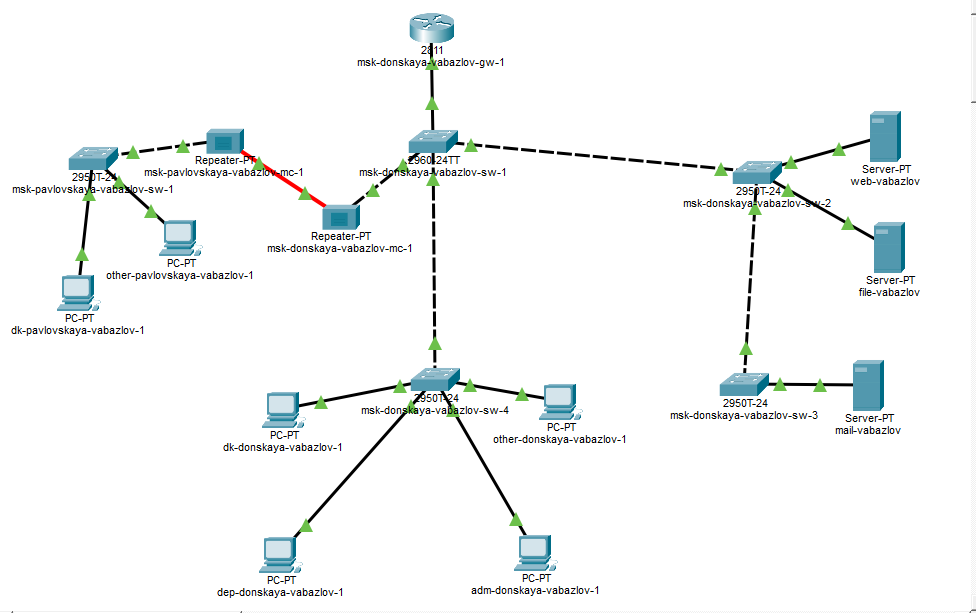 2811
msk-donskaya-vabazlov-gw-1
Repeater-PT
msk-pavlovskaya-vabazlov-mc-1
2960-24TT
msk-donskaya-vabazlov-sw-1
Server-PT
web-vabazlov
2950T-24
msk-pavlovskaya-vabazlov-sw-1
2950T-24
msk-donskaya-vabazlov-sw-2
Repeater-PT
msk-donskaya-vabazlov-mc-1
PC-PT
other-pavlovskaya-vabazlov-1
Server-PT
file-vabazlov
PC-PT
dk-pavlovskaya-vabazlov-1
2950T-24
msk-donskaya-vabazlov-sw-4
2950T-24
msk-donskaya-vabazlov-sw-3
Server-PT
mail-vabazlov
PC-PT
dk-donskaya-vabazlov-1
PC-PT
other-donskaya-vabazlov-1
PC-PT
dep-donskaya-vabazlov-1
PC-PT
adm-donskaya-vabazlov-1